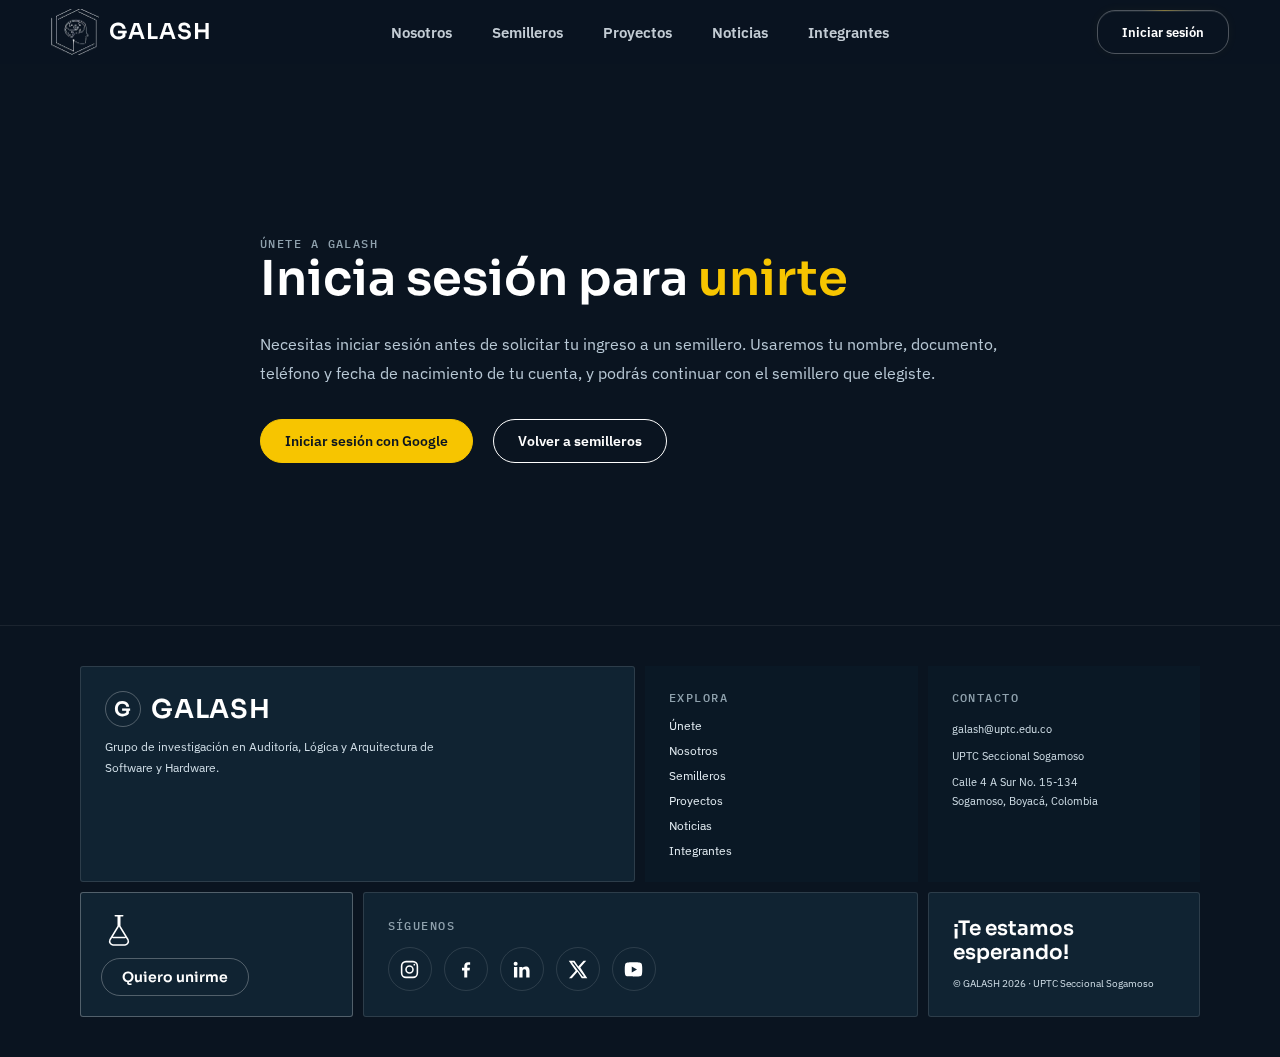 GALASH
Nosotros
Semilleros
Proyectos
Noticias
Integrantes
Iniciar sesión
ÚNETE A GALASH
Inicia sesión para unirte
Necesitas iniciar sesión antes de solicitar tu ingreso a un semillero. Usaremos tu nombre, documento,
teléfono y fecha de nacimiento de tu cuenta, y podrás continuar con el semillero que elegiste.
Iniciar sesión con Google
Volver a semilleros
G GALASH
Grupo de investigación en Auditoría, Lógica y Arquitectura de
Software y Hardware.
EXPLORA
Únete
Nosotros
Semilleros
Proyectos
Noticias
Integrantes
CONTACTO
galash@uptc.edu.co
UPTC Seccional Sogamoso
Calle 4 A Sur No. 15-134
Sogamoso, Boyacá, Colombia
Quiero unirme
SÍGUENOS
¡Te estamos
esperando!
© GALASH 2026 · UPTC Seccional Sogamoso